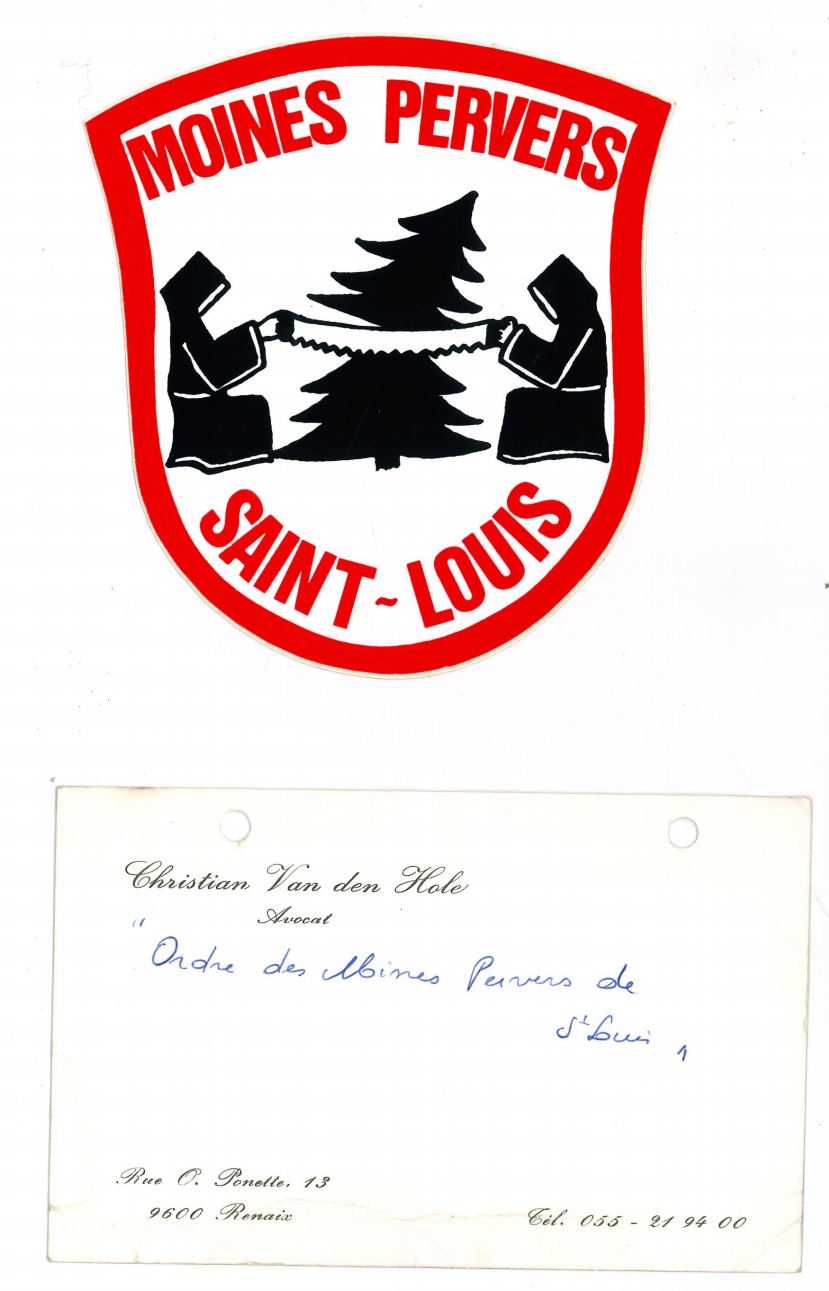 MOINES PERVERS
SAINT-LOUIS
Christian Van den Hole
Avocat
"Ordre des Moines Pervers de
St Louis"
Rue O. Ponette, 13
9600 Renaix
Tél. 055 - 21 94 00